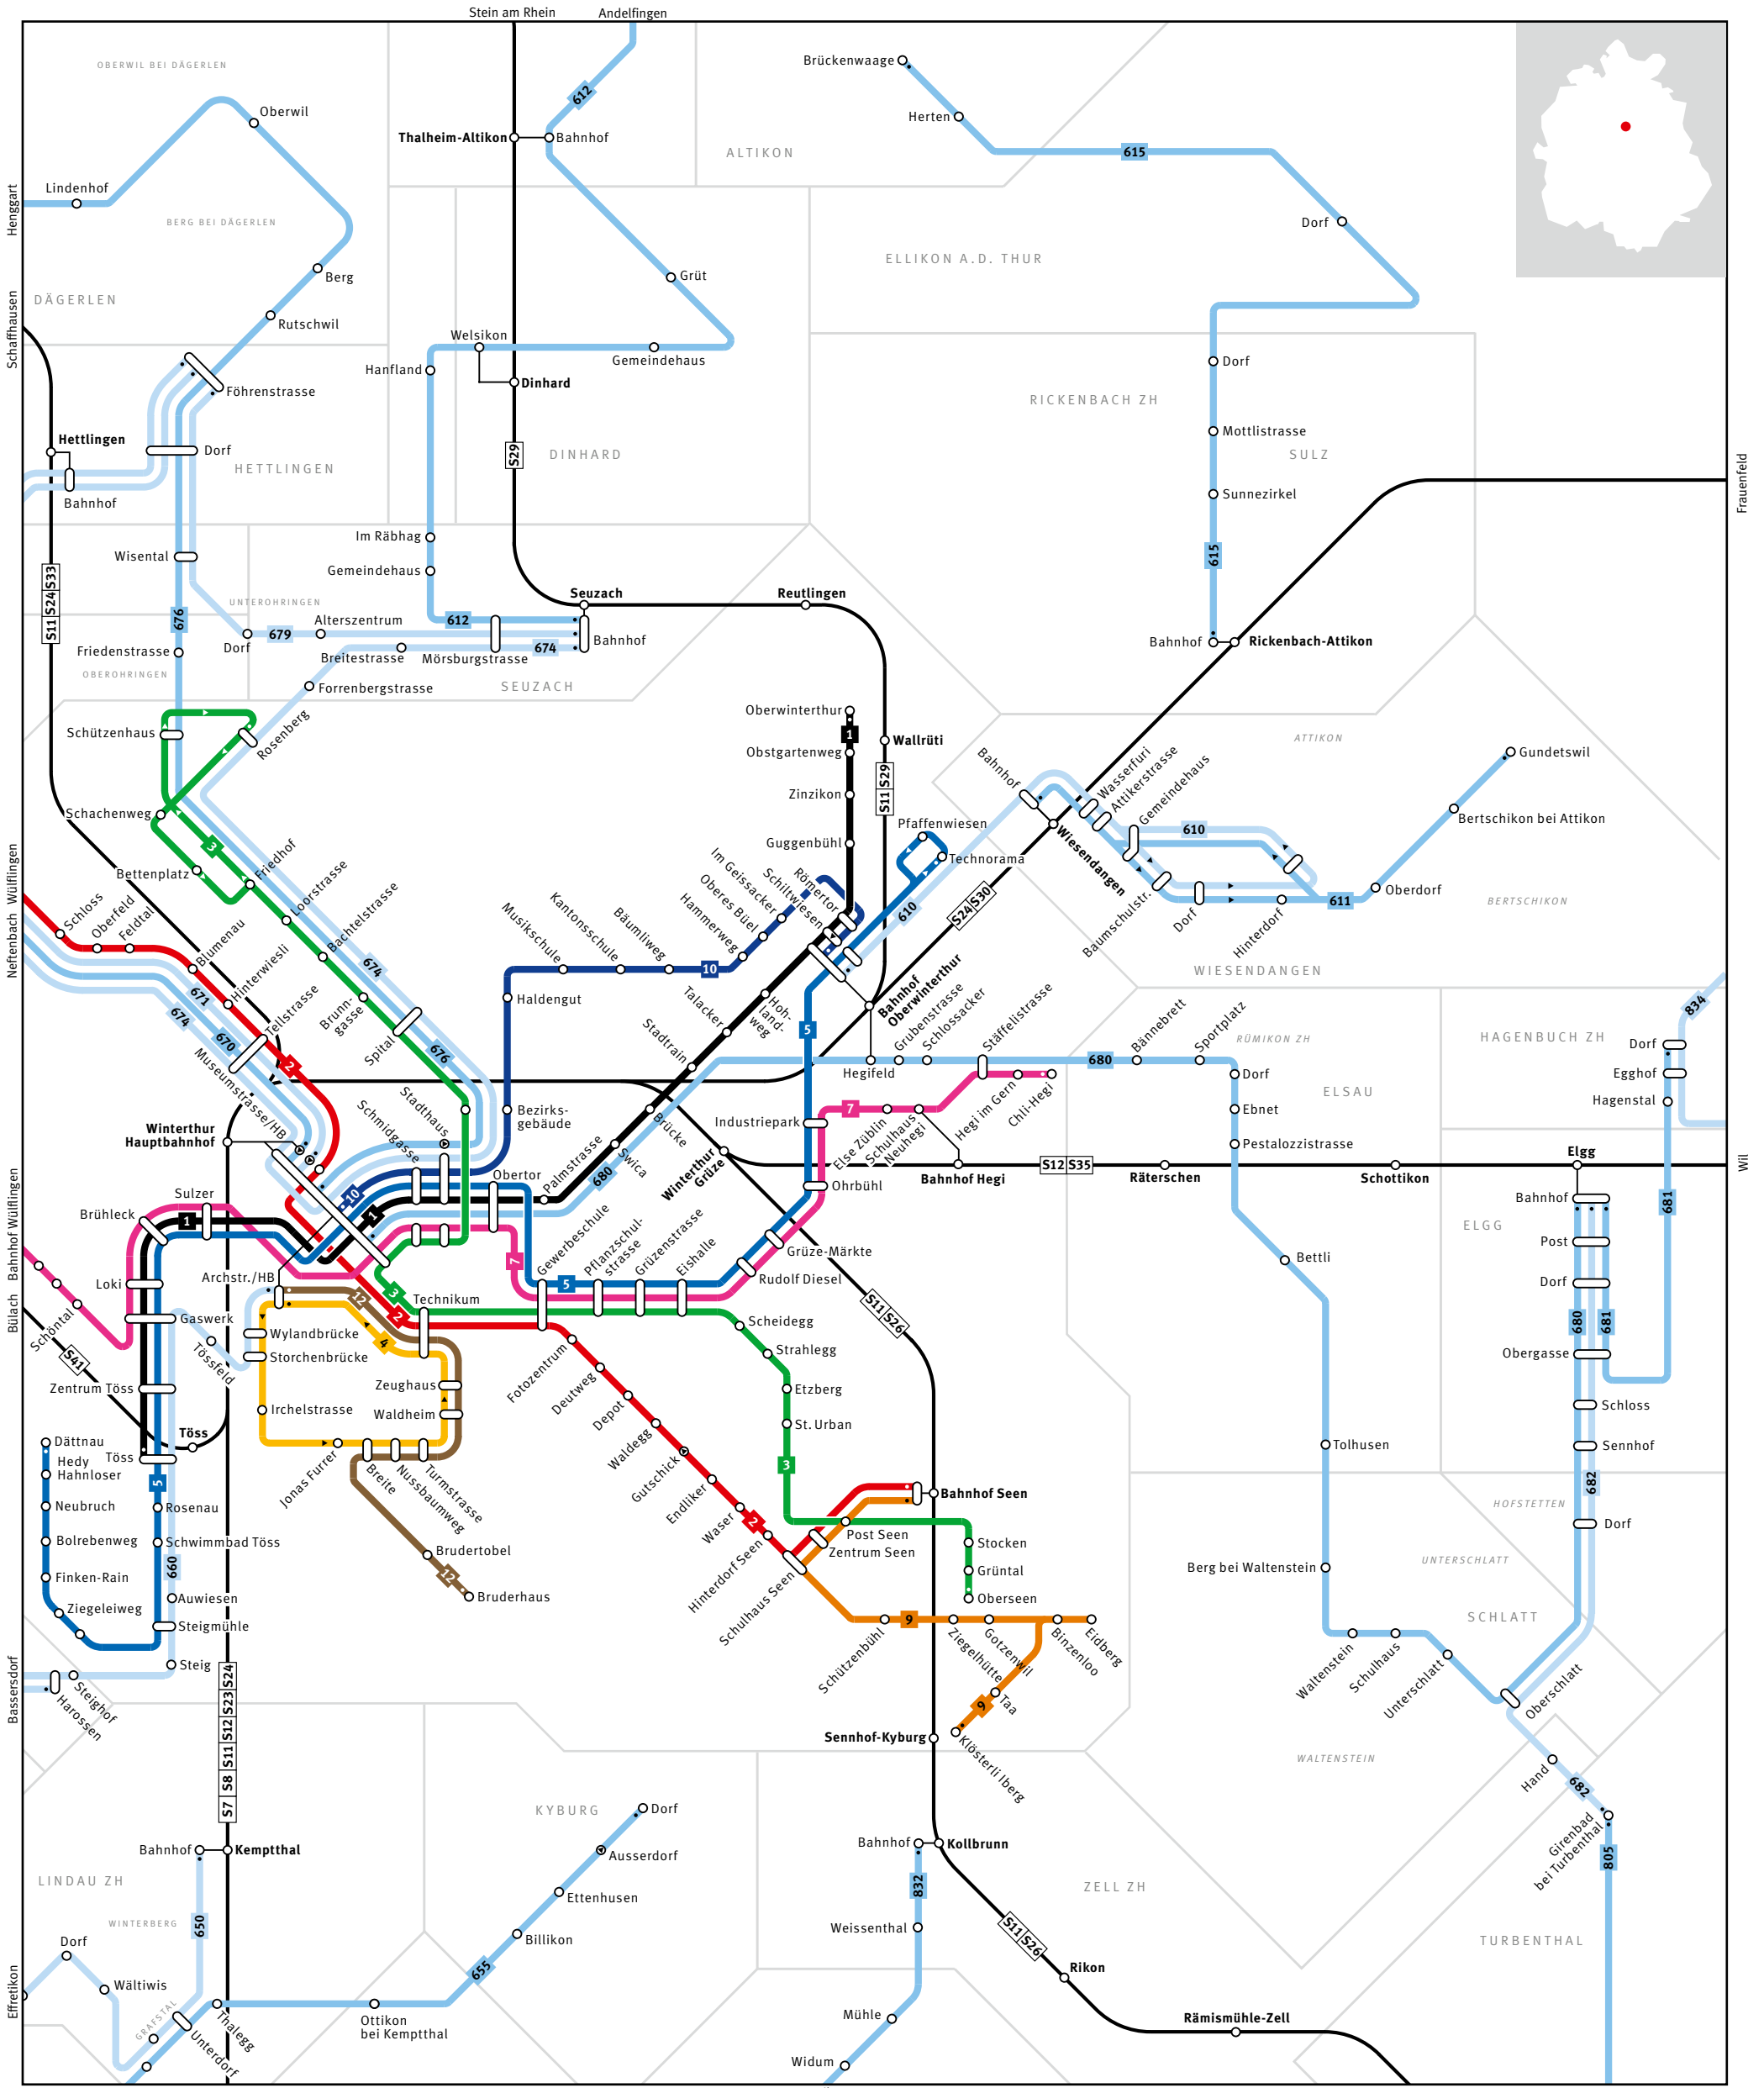 Stein am Rhein
Andelfingen
OBERWIL BEI DÄGERLEN
Brückenwaage
Oberwil
612
Herten
Thalheim-Altikon
Bahnhof
ALTIKON
615
Lindenhof
Henggart
BERG BEI DÄGERLEN
Dorf
ELLIKON A.D. THUR
Berg
Grüt
DÄGERLEN
Rutschwil
Schaffhausen
Welsikon
Gemeindehaus
Hanfland
Dinhard
Dorf
Föhrenstrasse
RICKENBACH ZH
Mottlistrasse
Hettlingen
Dorf
HETTLINGEN
S29
DINHARD
SULZ
Bahnhof
Sunnezirkel
Frauenfeld
Im Räbhag
Wisental
Gemeindehaus
615
S11 S24 S33
UNTEROHRINGEN
676
Seuzach
Reutlingen
Alterszentrum
612
679
Dorf
Bahnhof
Friedenstrasse
Breitestrasse
Mörsburgstrasse
674
Bahnhof
Rickenbach-Attikon
OBEROHRINGEN
Forrenbergstrasse
SEUZACH
Oberwinterthur
Schützenhaus
Rosenberg
1
Wallrüti
ATTIKON
Obstgartenweg
Gundetswil
S11 S29
Bahnhof
Wasserfuri
Attikerstrasse
Gemeindehaus
Zinzikon
Schachenweg
Bertschikon bei Attikon
Pfaffenwiesen
610
Wiesendangen
Guggenbühl
3
Technorama
Bettenplatz
Friedhof
Im Geissacker
Römertor
Schiltwiesen
Oberes Büel
Hammerweg
Oberdorf
611
BERTSCHIKON
Neftenbach
Wülflingen
Schloss
Oberfeld
Feldtal
Loorstrasse
Bachtelstrasse
Musikschule
Kantonsschule
Bäumliweg
10
610
S24 S30
Baumschulstr.
Dorf
Hinterdorf
Blumenau
Hinterwiesli
WIESENDANGEN
674
671
Haldengut
Talacker
Hoh-
land-
weg
Bahnhof
Oberwinterthur
Grubenstrasse
Schlossacker
Stäffelistrasse
Bännebrett
Sportplatz
834
674
670
Tellstrasse
Brunn-
gasse
Spital
5
Stadtrain
RÜMIKON ZH
HAGENBUCH ZH
Dorf
676
2
Hegifeld
680
Dorf
Egghof
Museumstrasse/HB
Hegi im Gern
Chli-Hegi
ELSAU
Hagenstal
Stadthaus
Schmidgasse
Bezirks-
gebäude
Brücke
Industriepark
7
Ebnet
Winterthur
Hauptbahnhof
Else Züblin
Schulhaus
Neuhegi
Pestalozzistrasse
Elgg
Swica
Winterthur
Grüze
S12 S35
Bahnhof Hegi
Räterschen
Schottikon
Wil
Palmstrasse
680
Obertor
Ohrbühl
10
Sulzer
Bahnhof
681
Bahnhof Wülflingen
Brühleck
1
1
ELGG
Post
Gewerbeschule
Pflanzschul-
strasse
Grüzenstrasse
Eishalle
Grüze-Märkte
Bettli
7
Rudolf Diesel
Loki
Archstr./HB
5
Dorf
Bülach
Schöntal
12
3
Technikum
S11 S26
Gaswerk
2
Scheidegg
680
681
Wylandbrücke
4
Storchenbrücke
Strahlegg
Obergasse
S41
Tössfeld
Fotozentrum
Zentrum Töss
Zeughaus
Deutweg
Etzberg
Schloss
Irchelstrasse
Waldheim
Depot
St. Urban
Dättnau
Töss
Waldegg
Tolhusen
Sennhof
Hedy
Hahnloser
Töss
Gutschick
3
5
Jonas Furrer
Breite
Nussbaumweg
Turmstrasse
Endliker
Bahnhof Seen
682
Neubruch
Rosenau
Waser
2
HOFSTETTEN
Dorf
Bolrebenweg
Schwimmbad Töss
Hinterdorf Seen
Post Seen
Zentrum Seen
Stocken
Brudertobel
UNTERSCHLATT
Finken-Rain
660
12
Schulhaus Seen
Grüntal
Berg bei Waltenstein
Auwiesen
Bruderhaus
Oberseen
Ziegeleiweg
Steigmühle
9
SCHLATT
Schützenbühl
Ziegelhütte
Gotzenwil
Binzenloo
Eidberg
Steig
Waltenstein
Schulhaus
Unterschlatt
Oberschlatt
Bassersdorf
Steighof
Harossen
9
Taa
Klösterli Iberg
S7 S8 S11 S12 S23 S24
Sennhof-Kyburg
WALTENSTEIN
Hand
682
KYBURG
Dorf
Girenbad
bei Turbenthal
Bahnhof
Kemptthal
Ausserdorf
Bahnhof
Kollbrunn
805
LINDAU ZH
Ettenhusen
832
ZELL ZH
WINTERBERG
650
Billikon
Weissenthal
S11 S26
TURBENTHAL
Dorf
655
Effretikon
Wältiwis
Rikon
GRAFSTAL
Thalegg
Unterdorf
Ottikon
bei Kemptthal
Mühle
Rämismühle-Zell
Widum